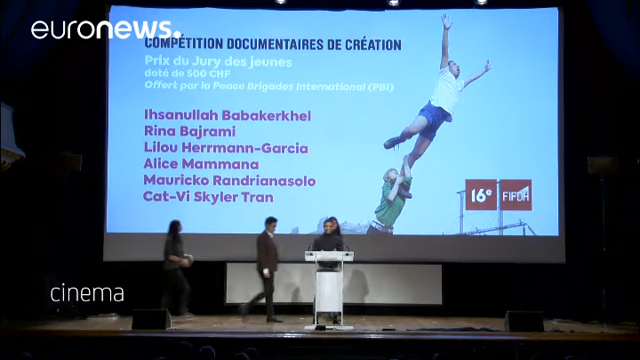 euronews.
COMPÉTITION DOCUMENTAIRES DE CRÉATION
Prix du Jury des jeunes
doté de 500 CHF
Offert par la Peace Brigades International (PBI)
Ihsanullah Babakerkhel
Rina Bajrami
Lilou Herrmann-Garcia
Alice Mammana
Mauricko Randrianasolo
Cat-Vi Skyler Tran
16e
FIFDH
cinema